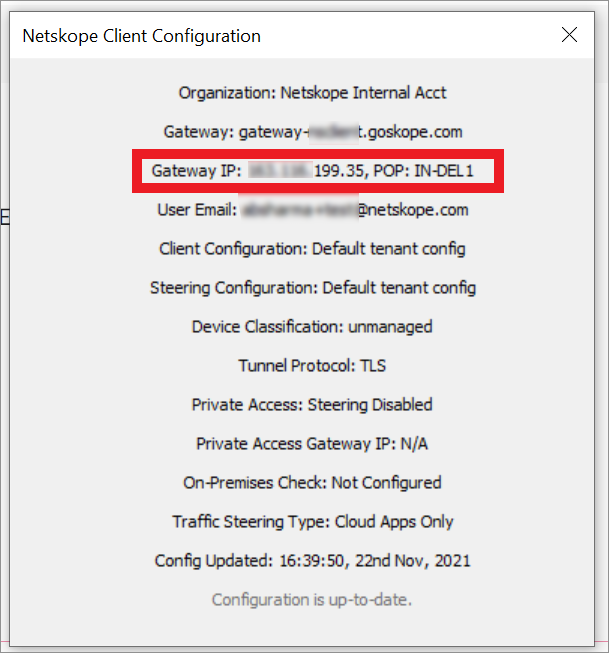 Netskope Client Configuration
Organization: Netskope Internal Acct
Gateway: gateway- t.goskope.com
Gateway IP: .199.35, POP: IN-DEL1
User Email: @netskope.com
Client Configuration: Default tenant config
Steering Configuration: Default tenant config
Device Classification: unmanaged
Tunnel Protocol: TLS
Private Access: Steering Disabled
Private Access Gateway IP: N/A
On-Premises Check: Not Configured
Traffic Steering Type: Cloud Apps Only
Config Updated: 16:39:50, 22nd Nov, 2021
Configuration is up-to-date.